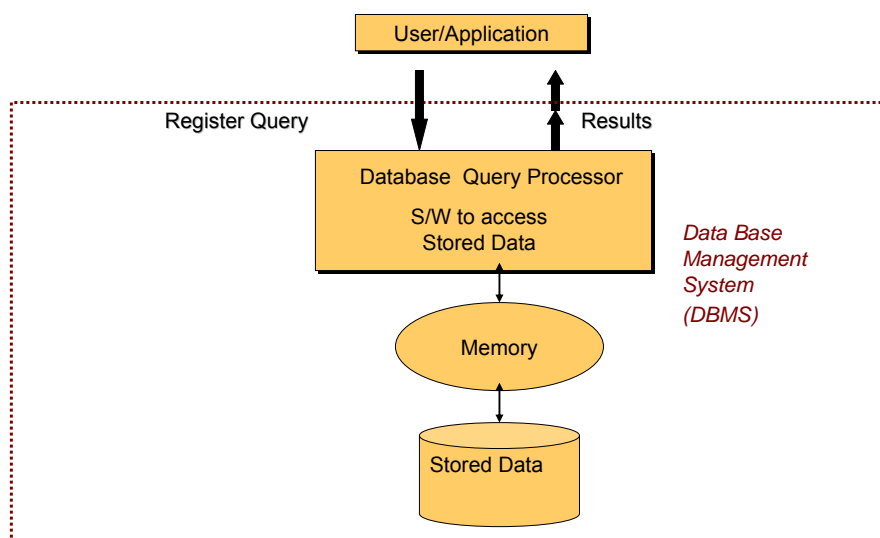 User/Application
Register Query
Results
Database Query Processor
S/W to access
Stored Data
Data Base
Management
System
(DBMS)
Memory
Stored Data